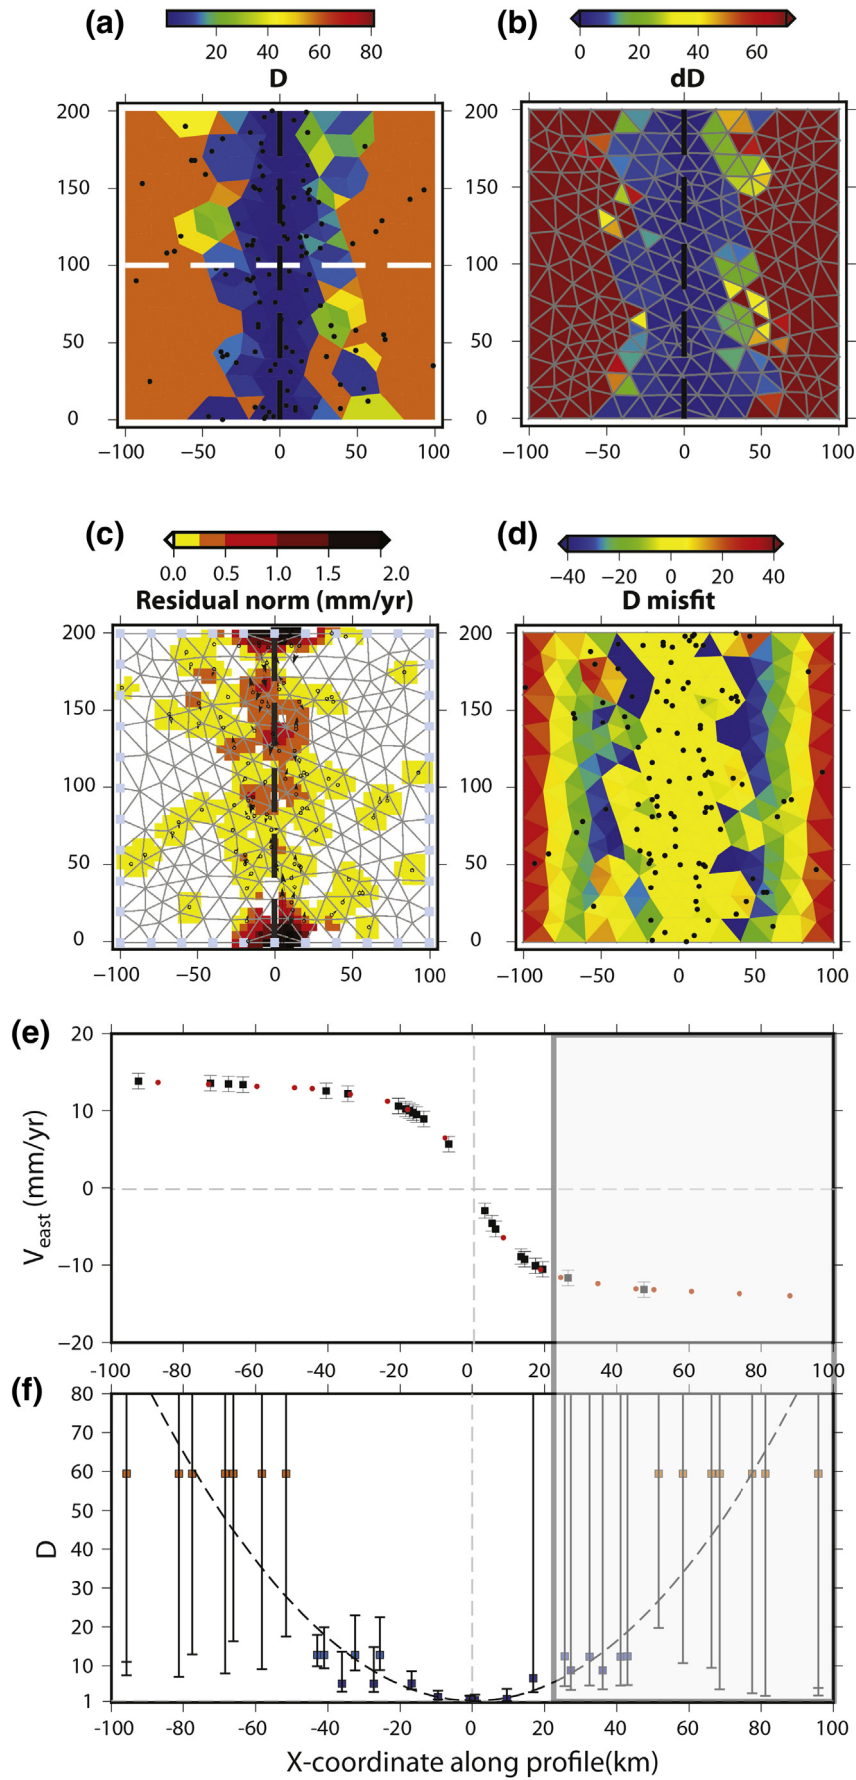 (a)
20 40 60 80
D
(b)
0 40 60
dD
200
150
100
50
0
−100 −50 0 50 100
200
150
100
50
0
−100 −50 0 50 100
(c)
0.0 0.5 1.0 1.5 2.0
Residual norm (mm/yr)
(d)
−40 −20 0 20 40
D misfit
200
150
100
50
0
−100 −50 0 50 100
200
150
100
50
0
−100 −50 0 50 100
(e)
20
10
0
−10
−20
Veast (mm/yr)
-100 -80 -60 -40 -20 0 20 40 60 80 100
(f)
80
70
60
50
40
30
20
10
1
D
-100 -80 -60 -40 -20 0 20 40 60 80 100
X-coordinate along profile(km)